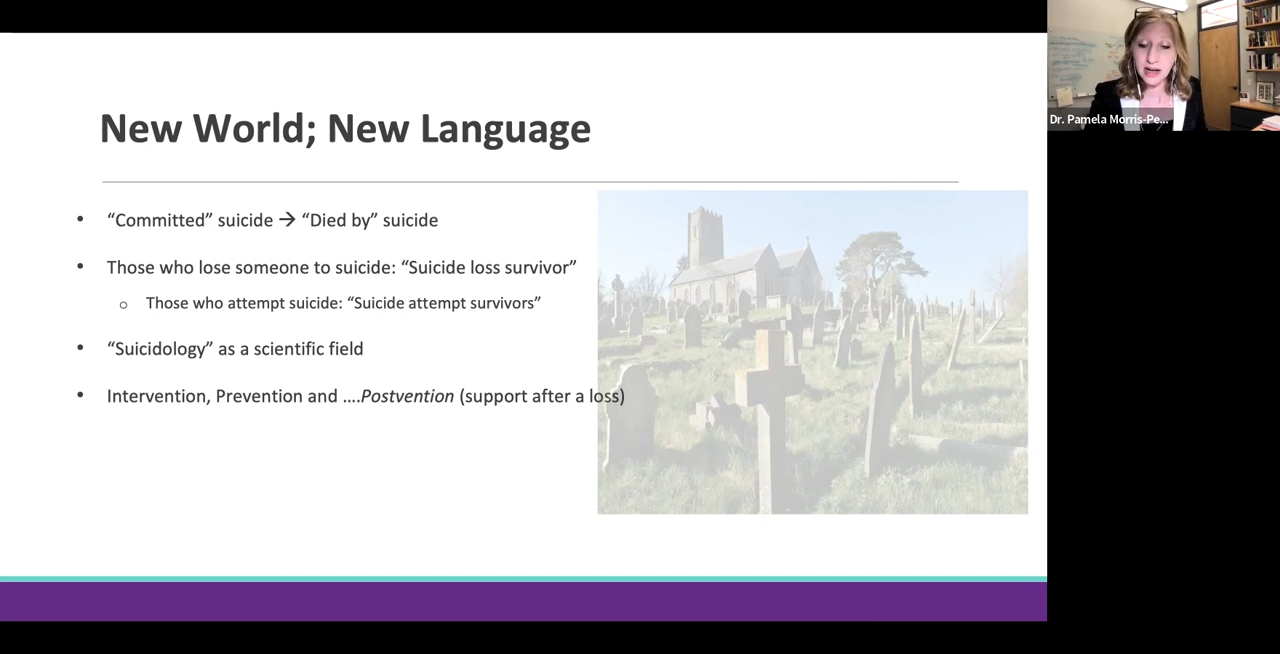 New World; New Language
• “Committed” suicide → “Died by” suicide
• Those who lose someone to suicide: “Suicide loss survivor”
o Those who attempt suicide: “Suicide attempt survivors”
• “Suicidology” as a scientific field
• Intervention, Prevention and ....Postvention (support after a loss)
Dr. Pamela Morris-Pe...